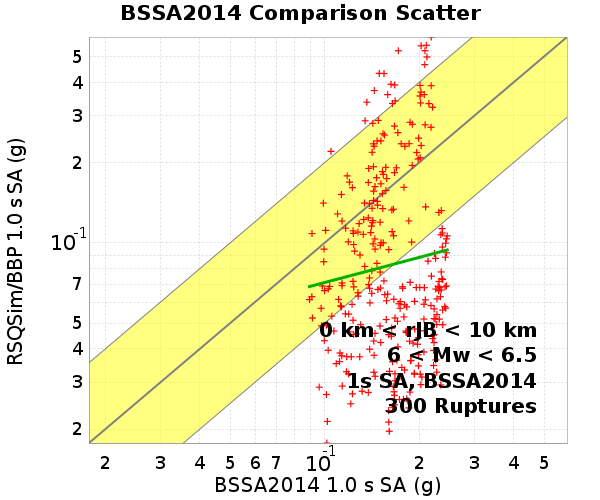 BSSA2014 Comparison Scatter
RSQSim/BBP 1.0 s SA (g)
5
4
3
2
10⁻¹
7
5
4
3
2
0 km < rJB < 10 km
6 < Mw < 6.5
1s SA, BSSA2014
300 Ruptures
2 3 4 5 6 7 10⁻¹ 2 3 4 5
BSSA2014 1.0 s SA (g)